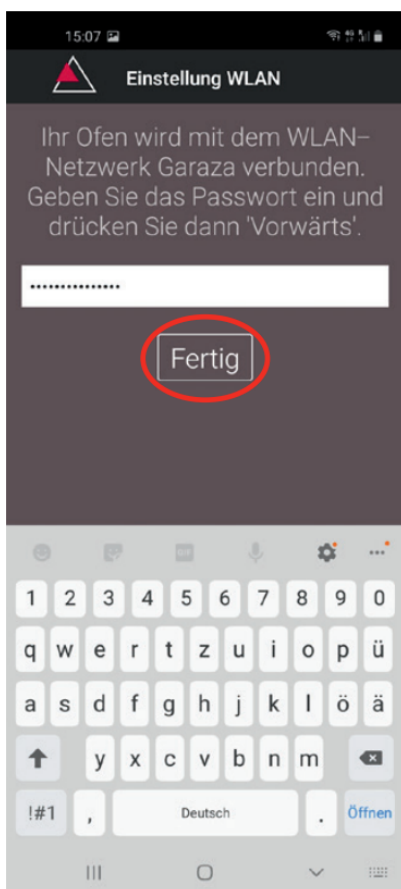 15:07
Einstellung WLAN
Ihr Ofen wird mit dem WLAN-
Netzwerk Garaza verbunden.
Geben Sie das Passwort ein und
drücken Sie dann 'Vorwärts'.
•••••••••••••••
Fertig
1 2 3 4 5 6 7 8 9 0
q w e r t z u i o p ü
a s d f g h j k l ö ä
y x c v b n m
!#1 , Deutsch . Öffnen